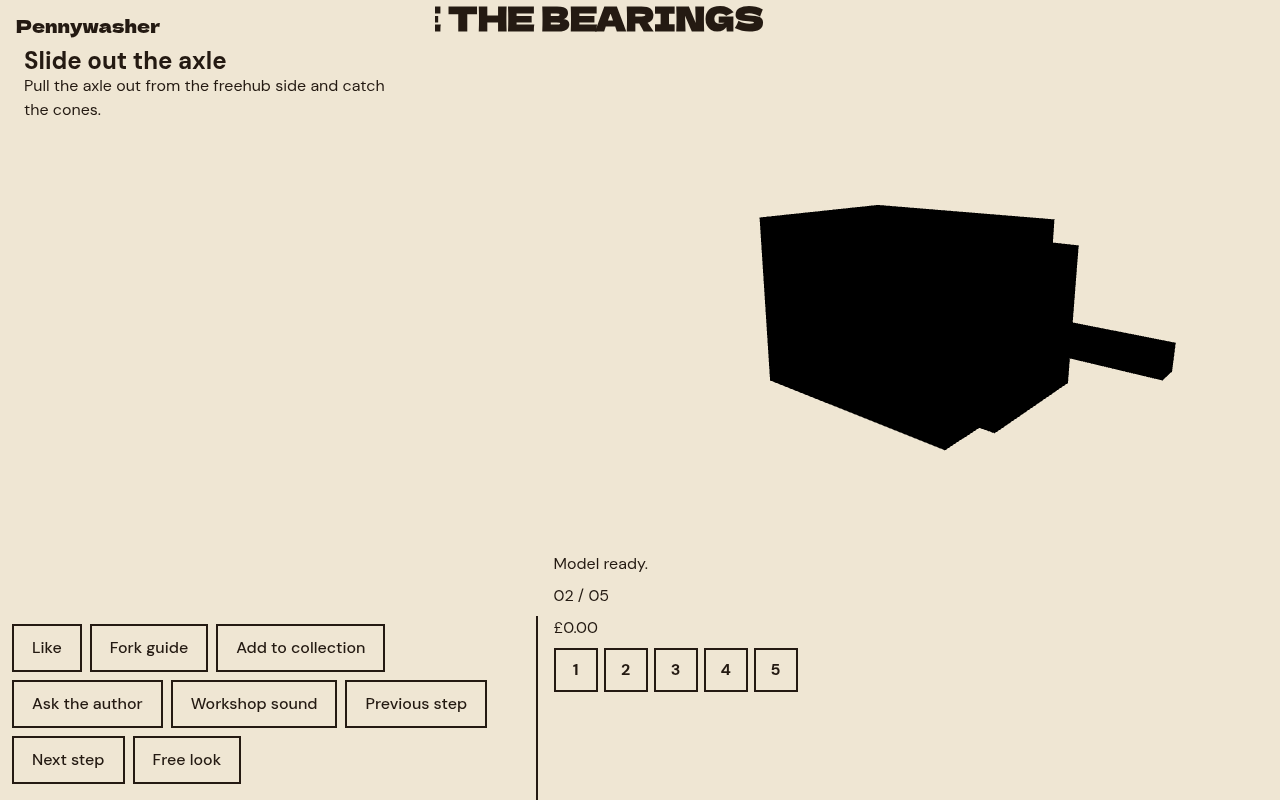 Pennywasher
THE BEARINGS
Slide out the axle
Pull the axle out from the freehub side and catch
the cones.
Model ready.
02 / 05
£0.00
1 2 3 4 5
Like Fork guide Add to collection
Ask the author Workshop sound Previous step
Next step Free look